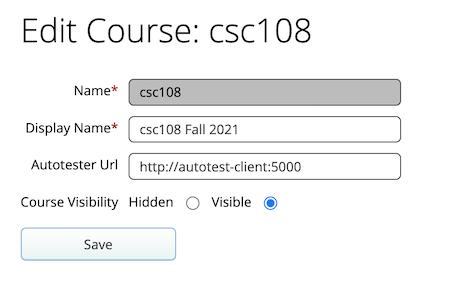 Edit Course: csc108
Name* csc108
Display Name* csc108 Fall 2021
Autotester Url http://autotest-client:5000
Course Visibility Hidden Visible
Save